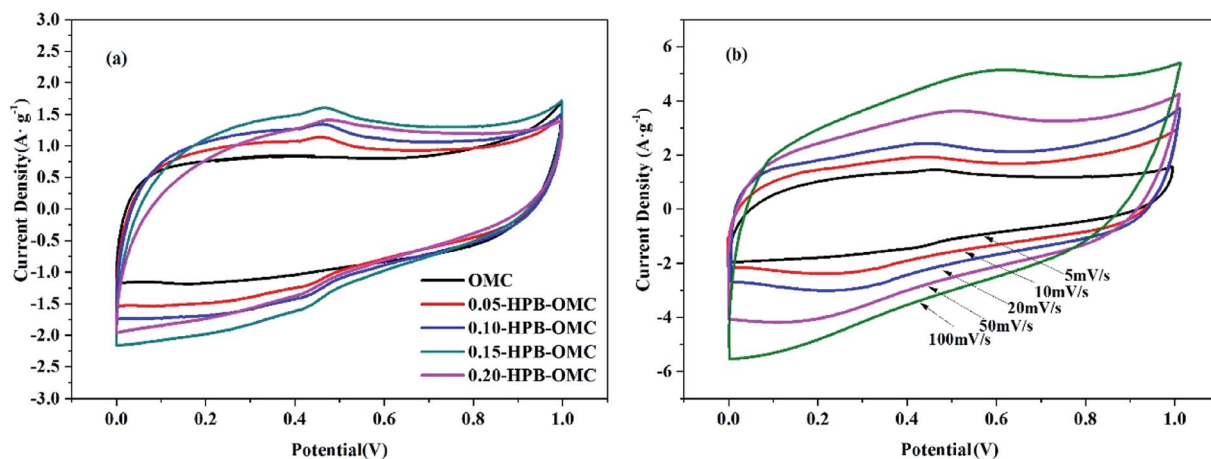 (a)
3.0
2.5
2.0
1.5
1.0
0.5
0.0
-0.5
-1.0
-1.5
-2.0
-2.5
-3.0
Current Density(A· g⁻¹)
OMC
0.05-HPB-OMC
0.10-HPB-OMC
0.15-HPB-OMC
0.20-HPB-OMC
0.0 0.2 0.4 0.6 0.8 1.0
Potential(V)
(b)
6
4
2
0
-2
-4
-6
Current Density (A·g⁻¹)
5mV/s
10mV/s
20mV/s
50mV/s
100mV/s
0.0 0.2 0.4 0.6 0.8 1.0
Potential(V)